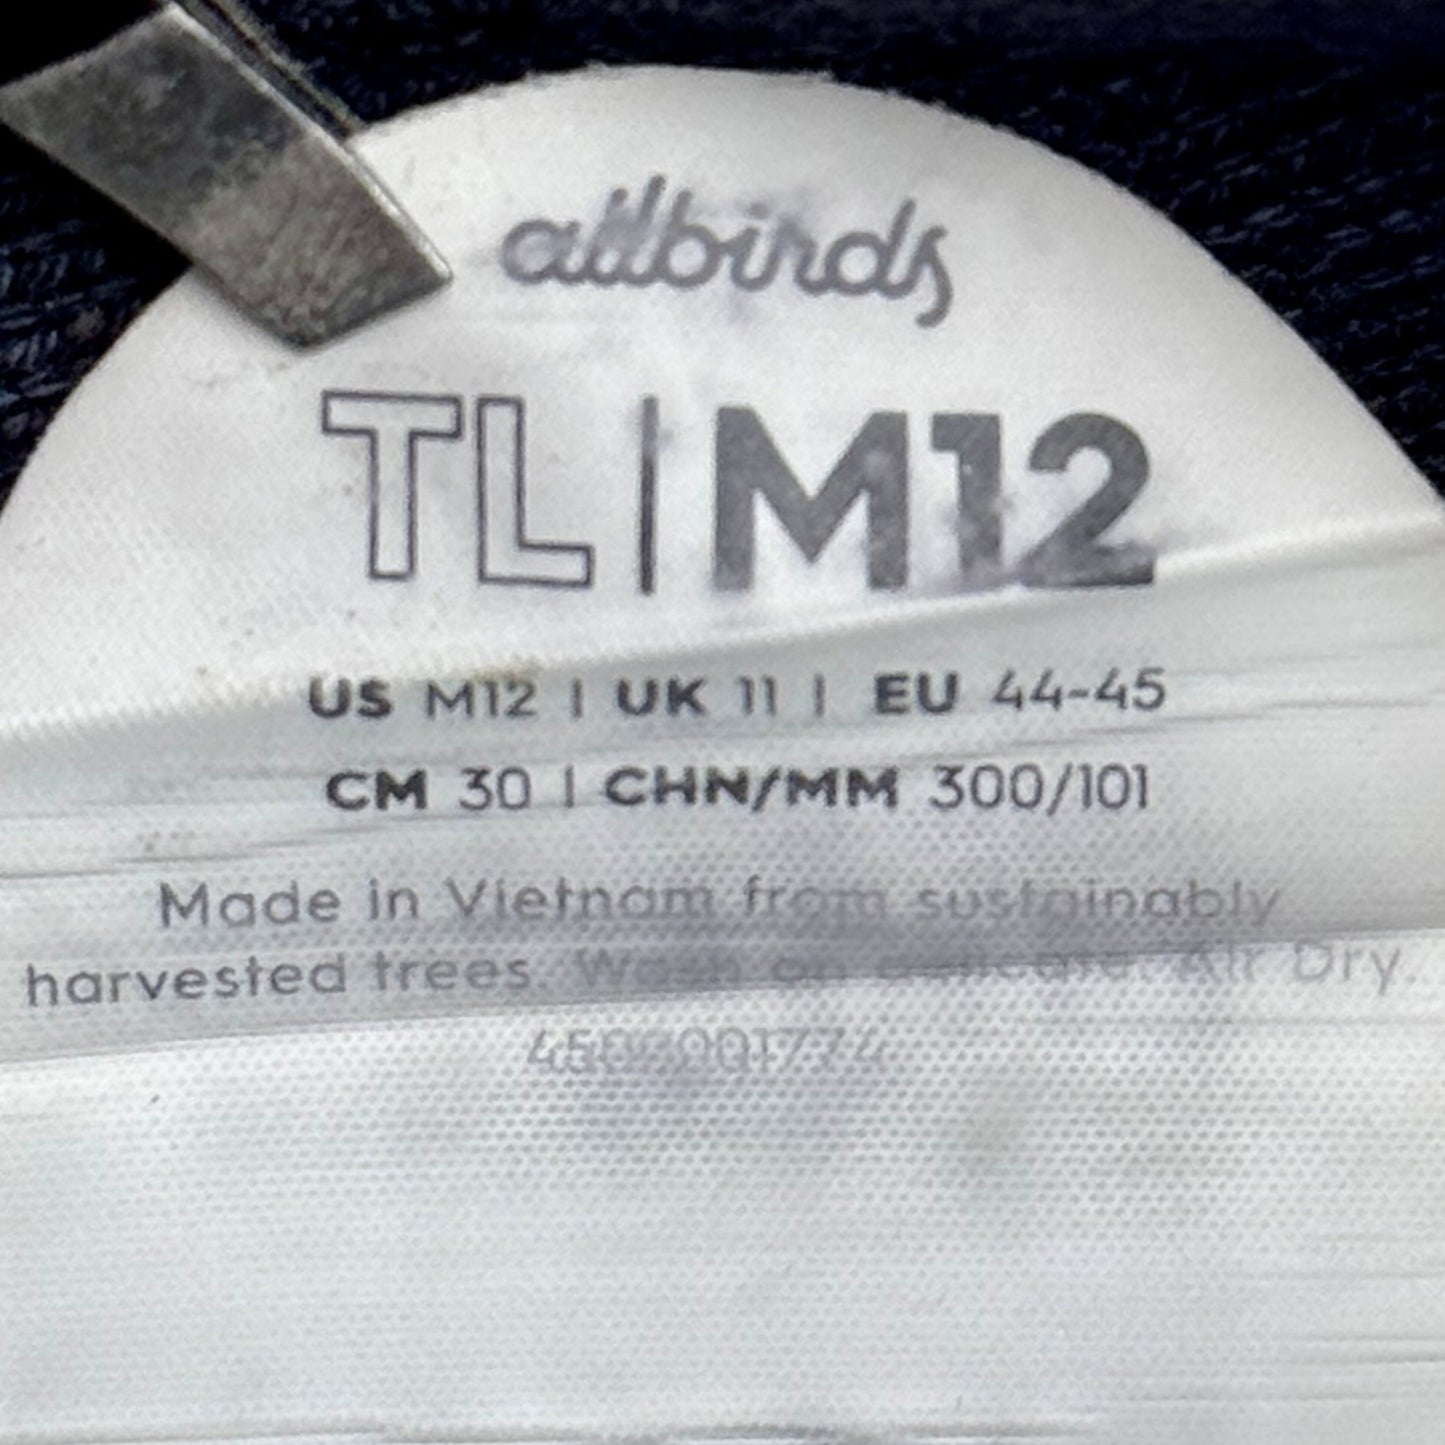 allbirds
TL | M12
US M12 | UK 11 | EU 44-45
CM 30 | CHN/MM 300/101
Made in Vietnam from sustainably
harvested trees. Wash on delicate. Air Dry.